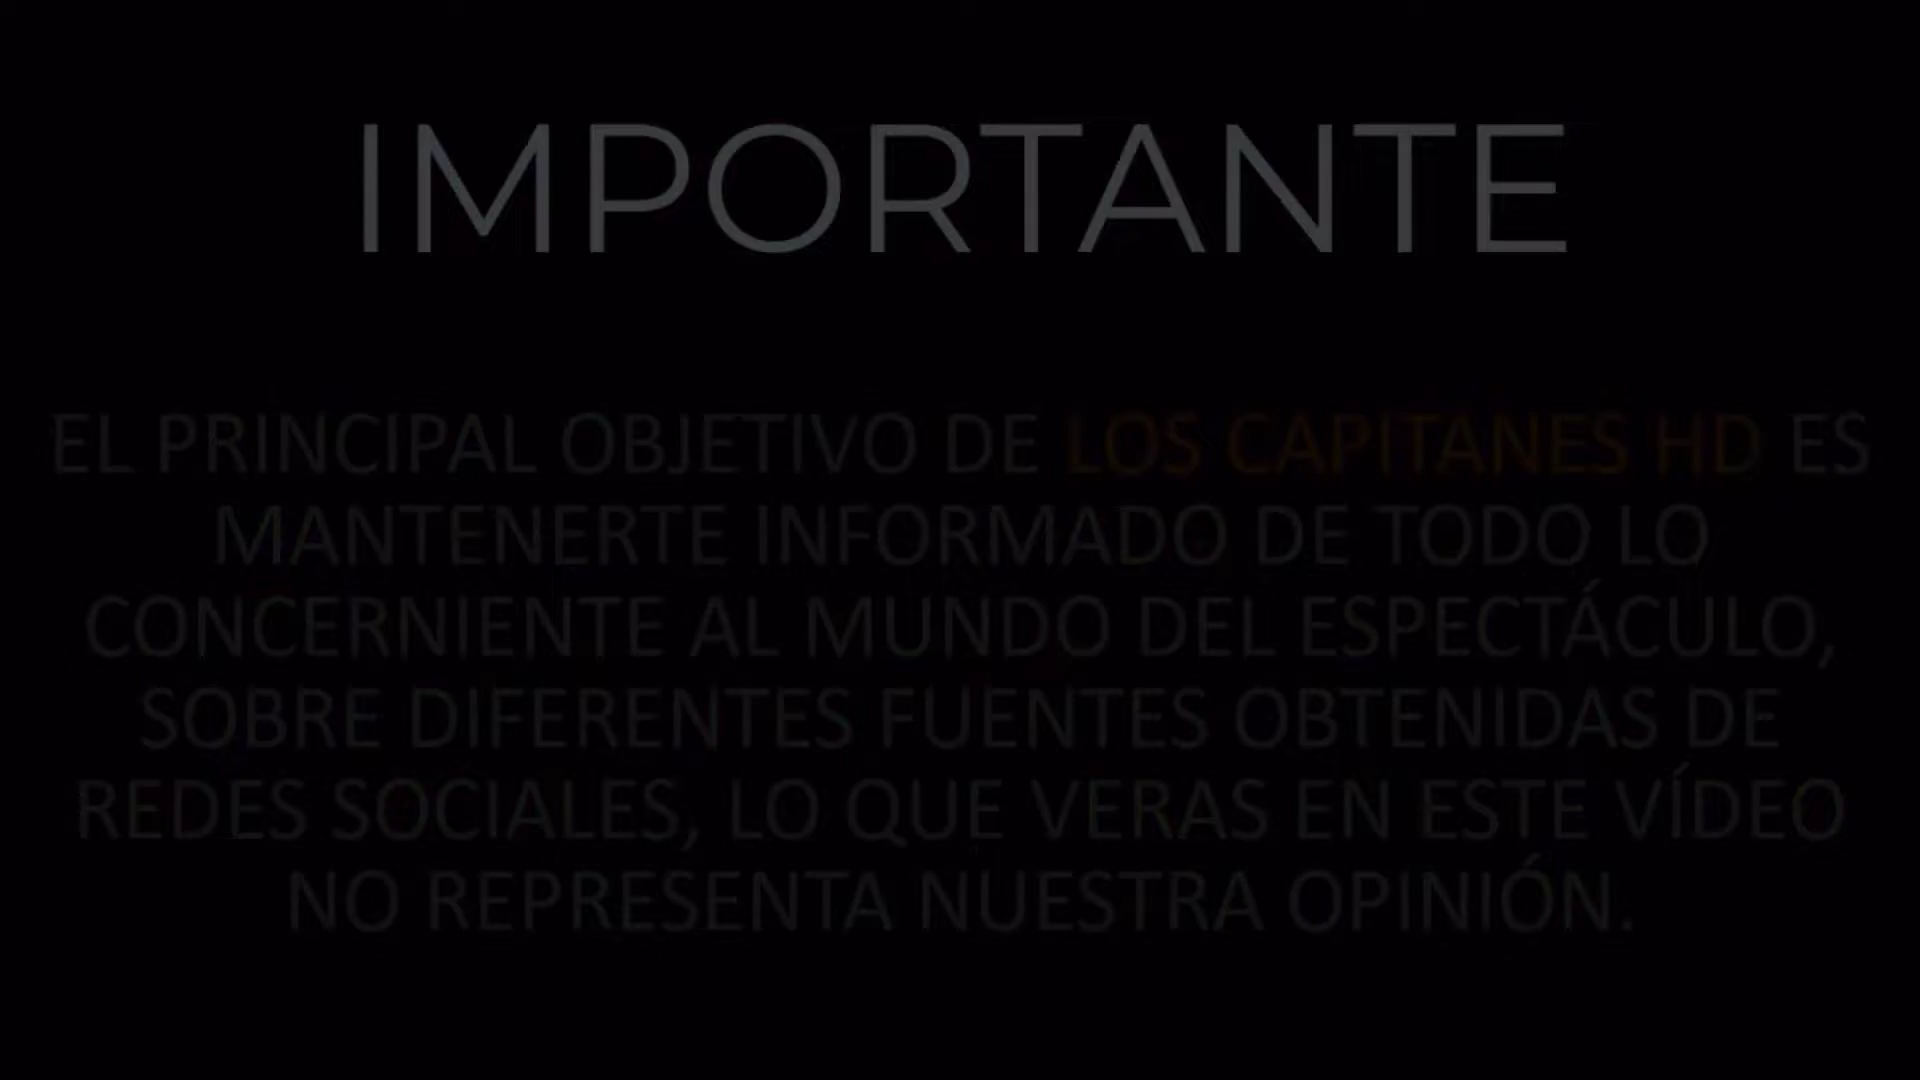 IMPORTANTE
EL PRINCIPAL OBJETIVO DE LOS CAPITANES HD ES
MANTENERTE INFORMADO DE TODO LO
CONCERNIENTE AL MUNDO DEL ESPECTÁCULO,
SOBRE DIFERENTES FUENTES OBTENIDAS DE
REDES SOCIALES, LO QUE VERAS EN ESTE VÍDEO
NO REPRESENTA NUESTRA OPINIÓN.